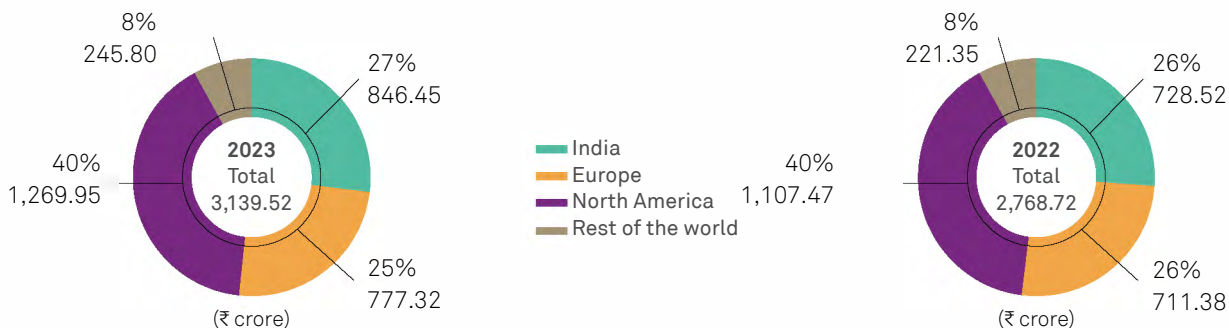 8%
245.80
27%
846.45
2023
Total
3,139.52
40%
1,269.95
25%
777.32
(₹ crore)
India
Europe
North America
Rest of the world
8%
221.35
26%
728.52
2022
Total
2,768.72
40%
1,107.47
26%
711.38
(₹ crore)